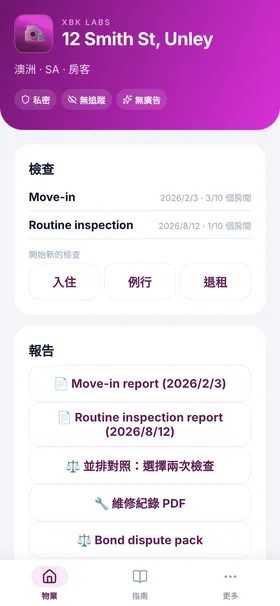 XBK LABS
12 Smith St, Unley
澳洲 · SA · 房客
私密
無追蹤
無廣告
檢查
Move-in
2026/2/3 · 3/10 個房間
Routine inspection
2026/8/12 · 1/10 個房間
開始新的檢查
入住
例行
退租
報告
📄 Move-in report (2026/2/3)
📄 Routine inspection report
(2026/8/12)
⚖️ 並排對照：選擇兩次檢查
🔧 維修紀錄 PDF
⚖️ Bond dispute pack
物業
指南
更多